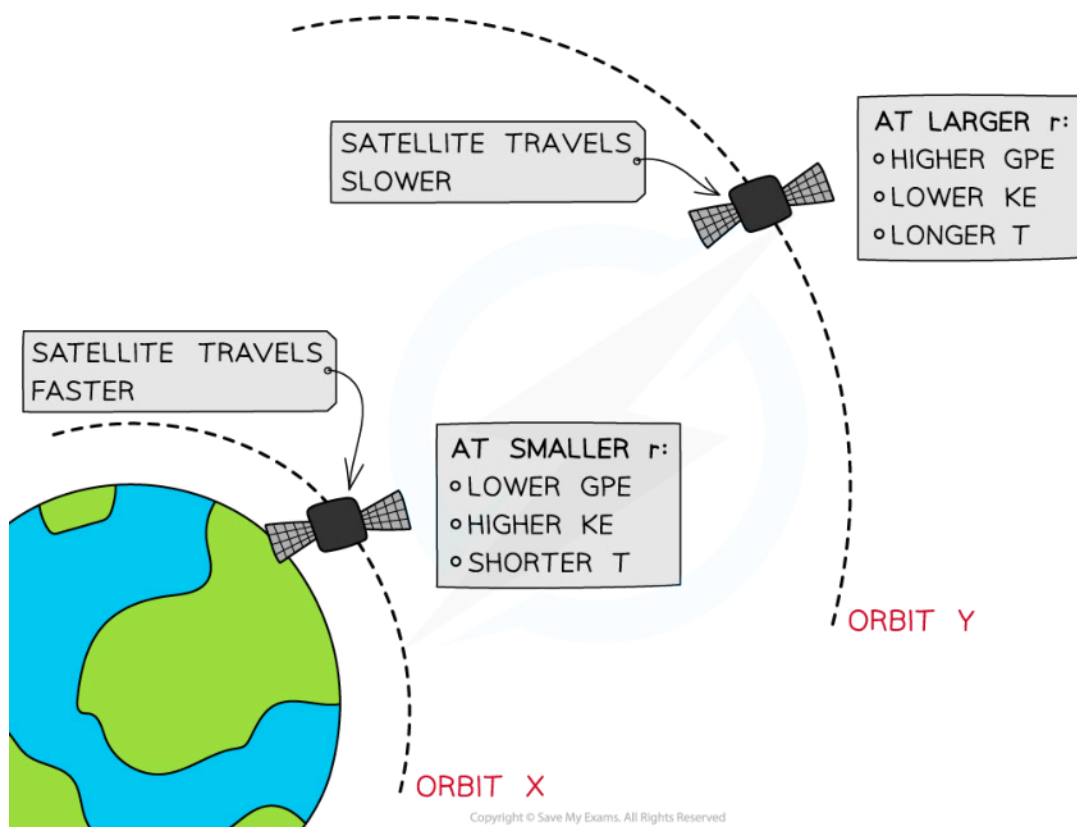 SATELLITE TRAVELS
SLOWER
AT LARGER r:
HIGHER GPE
LOWER KE
LONGER T
SATELLITE TRAVELS
FASTER
AT SMALLER r:
LOWER GPE
HIGHER KE
SHORTER T
ORBIT Y
ORBIT X
Copyright © Save My Exams. All Rights Reserved